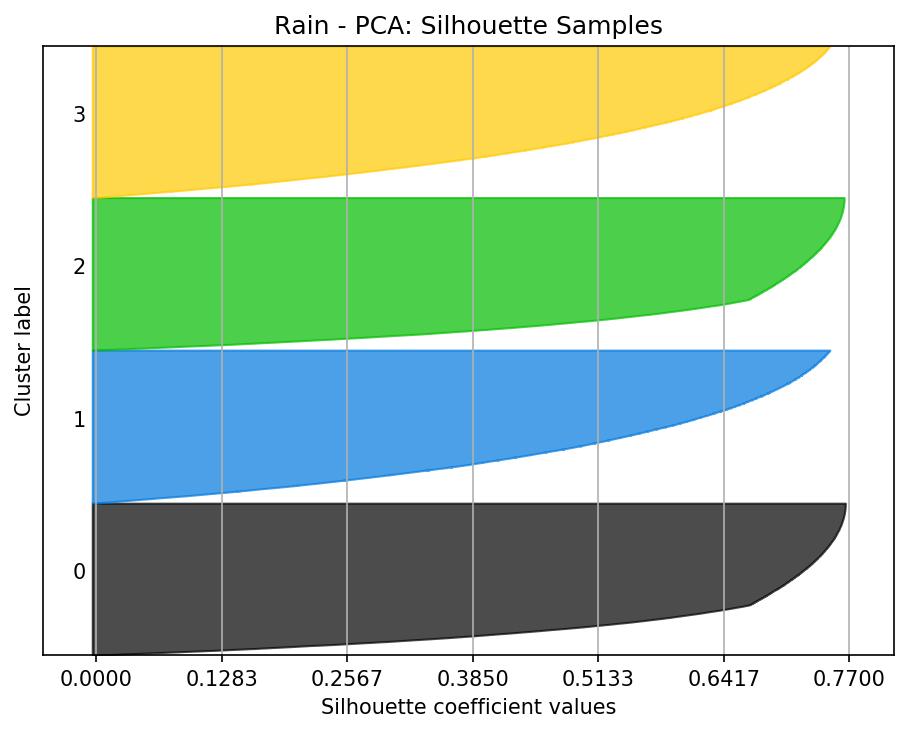 Rain - PCA: Silhouette Samples
Cluster label
3
2
1
0
0.0000 0.1283 0.2567 0.3850 0.5133 0.6417 0.7700
Silhouette coefficient values